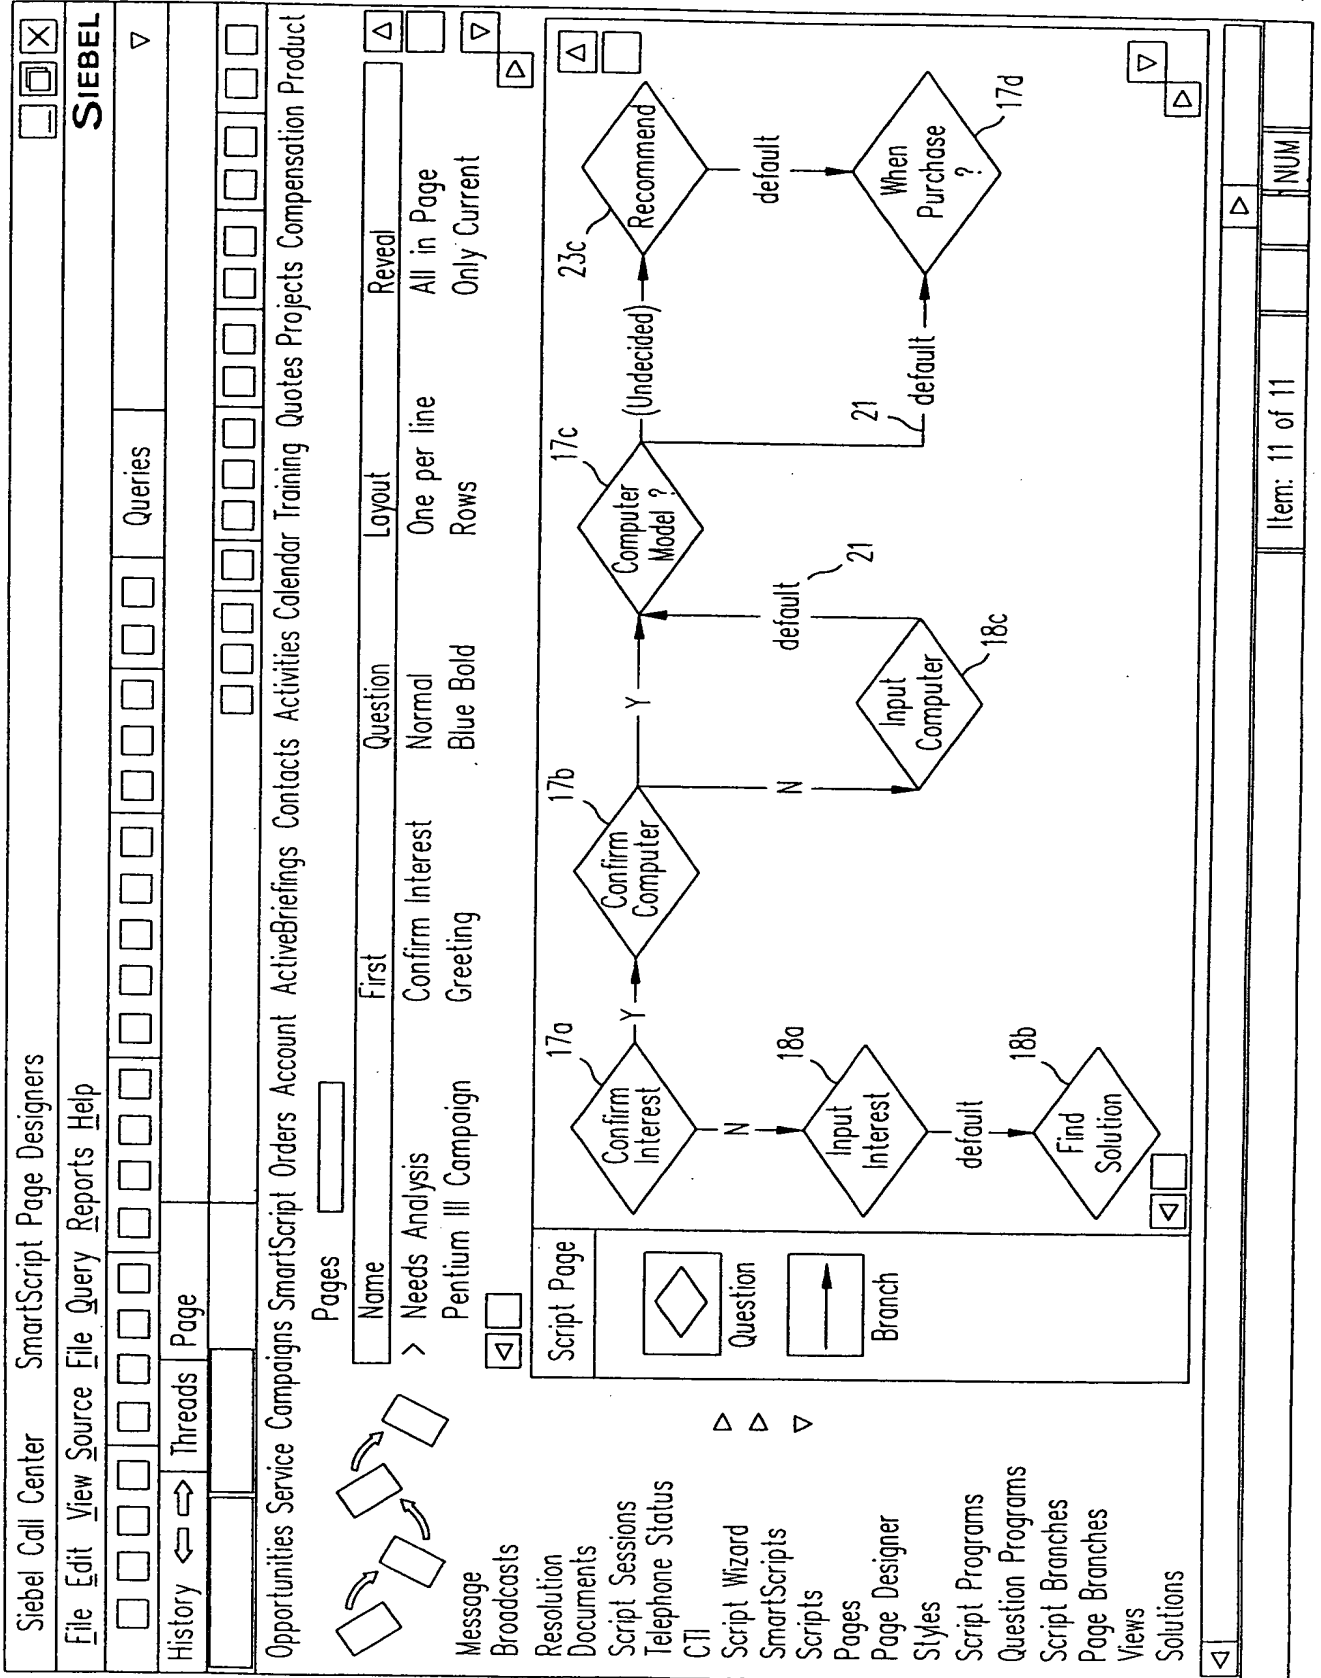 Siebel Call Center SmartScript Page Designers
File Edit View Source File Query Reports Help SIEBEL
Queries
History Threads Page
Opportunities Service Campaigns SmartScript Orders Account ActiveBriefings Contacts Activities Calendar Training Quotes Projects Compensation Product
Pages
Name First Question Layout Reveal
> Needs Analysis Confirm Interest Normal One per line All in Page
Pentium III Campaign Greeting Blue Bold Rows Only Current
Message
Broadcasts
Resolution
Documents
Script Sessions
Telephone Status
CTI
Script Wizard
SmartScripts
Scripts
Pages
Page Designer
Styles
Script Programs
Question Programs
Script Branches
Page Branches
Views
Solutions
Script Page
Question
Branch
17a
Confirm
Interest
Y
N
18a
Input
Interest
default
18b
Find
Solution
17b
Confirm
Computer
Y
N
18c
Input
Computer
default
21
17c
Computer
Model ?
(Undecided)
21
default
23c
Recommend
default
When
Purchase
?
17d
Item: 11 of 11 NUM